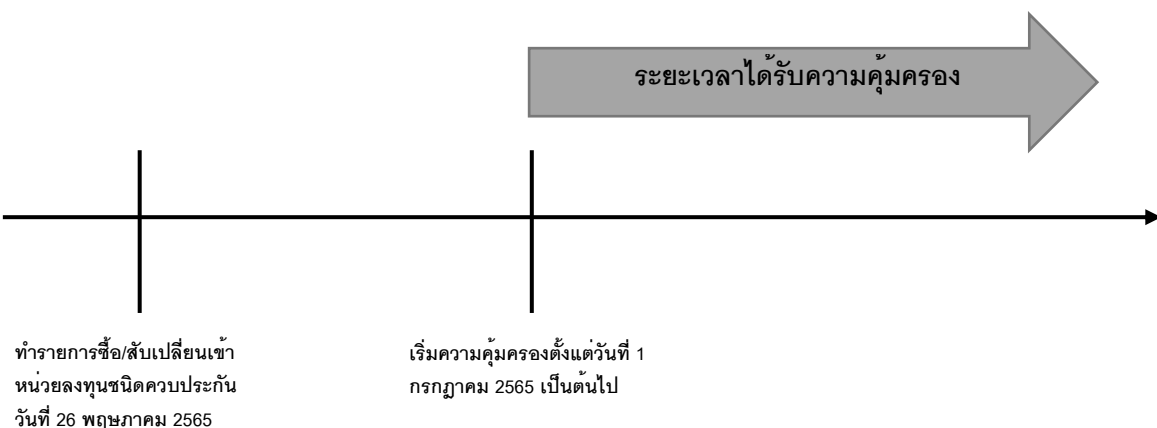 ระยะเวลาได้รับความคุ้มครอง
ทำรายการซื้อ/สับเปลี่ยนเข้า
หน่วยลงทุนชนิดควบประกัน
วันที่ 26 พฤษภาคม 2565
เริ่มความคุ้มครองตั้งแต่วันที่ 1
กรกฎาคม 2565 เป็นต้นไป